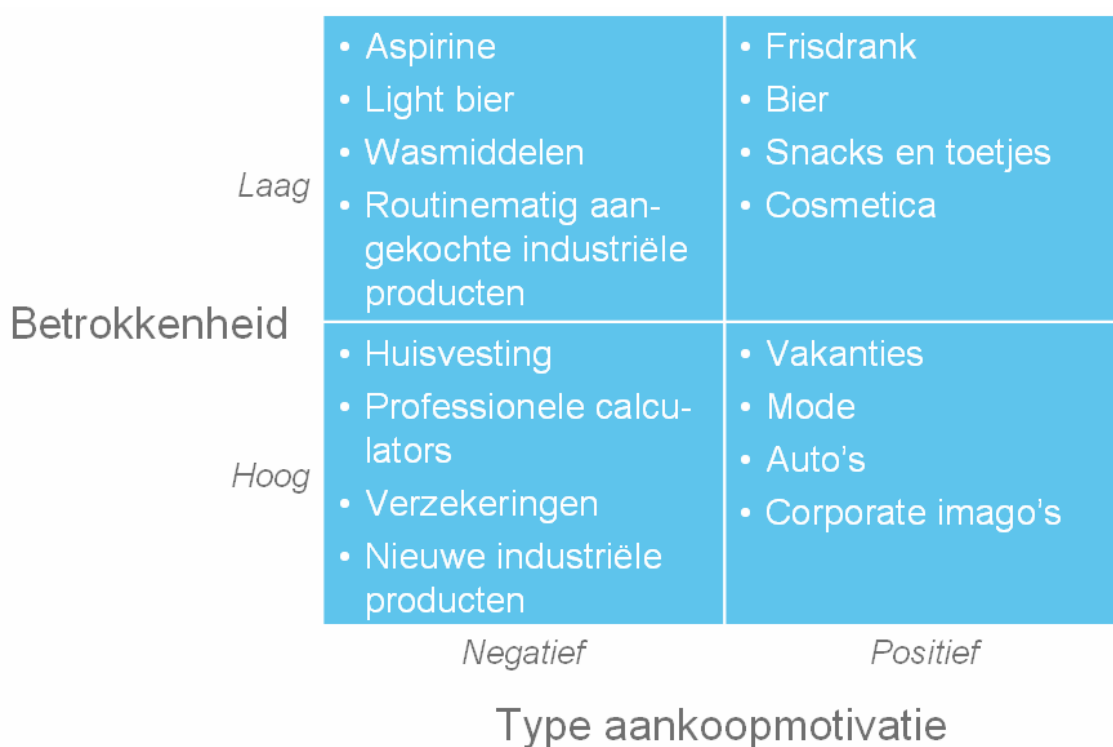 • Aspirine
• Light bier
• Wasmiddelen
• Routinematig aan-
gekochte industriële
producten
• Frisdrank
• Bier
• Snacks en toetjes
• Cosmetica
Laag
Betrokkenheid
• Huisvesting
• Professionele calcu-
lators
• Verzekeringen
• Nieuwe industriële
producten
• Vakanties
• Mode
• Auto's
• Corporate imago's
Hoog
Negatief
Positief
Type aankoopmotivatie